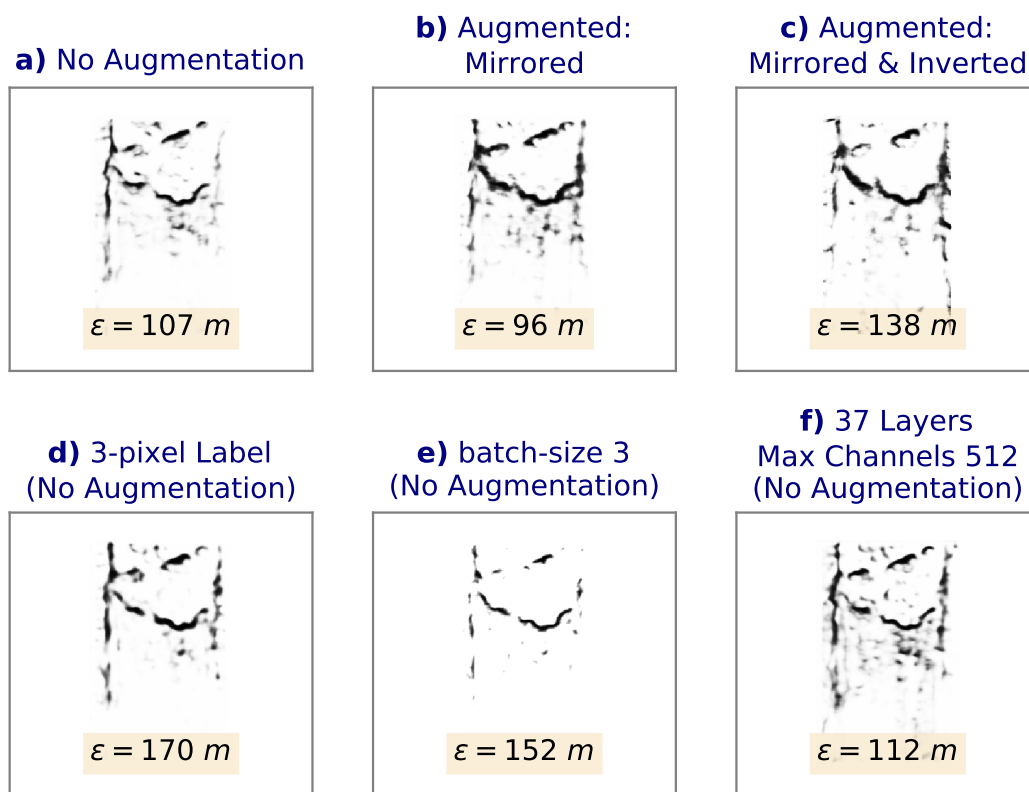 a) No Augmentation
b) Augmented:
Mirrored
c) Augmented:
Mirrored & Inverted
ε = 107 m
ε = 96 m
ε = 138 m
d) 3-pixel Label
(No Augmentation)
e) batch-size 3
(No Augmentation)
f) 37 Layers
Max Channels 512
(No Augmentation)
ε = 170 m
ε = 152 m
ε = 112 m